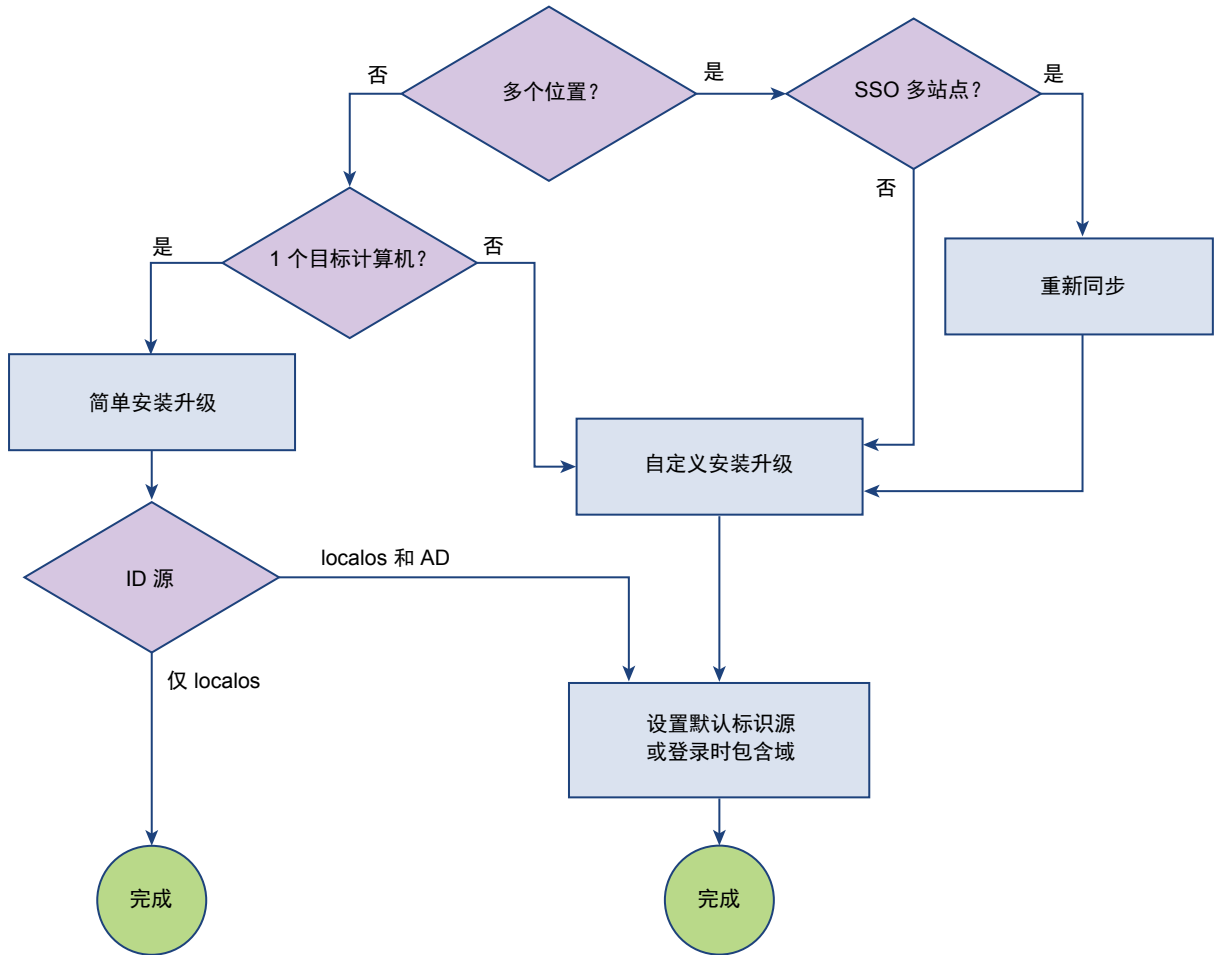 多个位置?
否
是
SSO 多站点?
是
否
1 个目标计算机?
是
否
重新同步
简单安装升级
自定义安装升级
ID 源
localos 和 AD
仅 localos
设置默认标识源
或登录时包含域
完成
完成